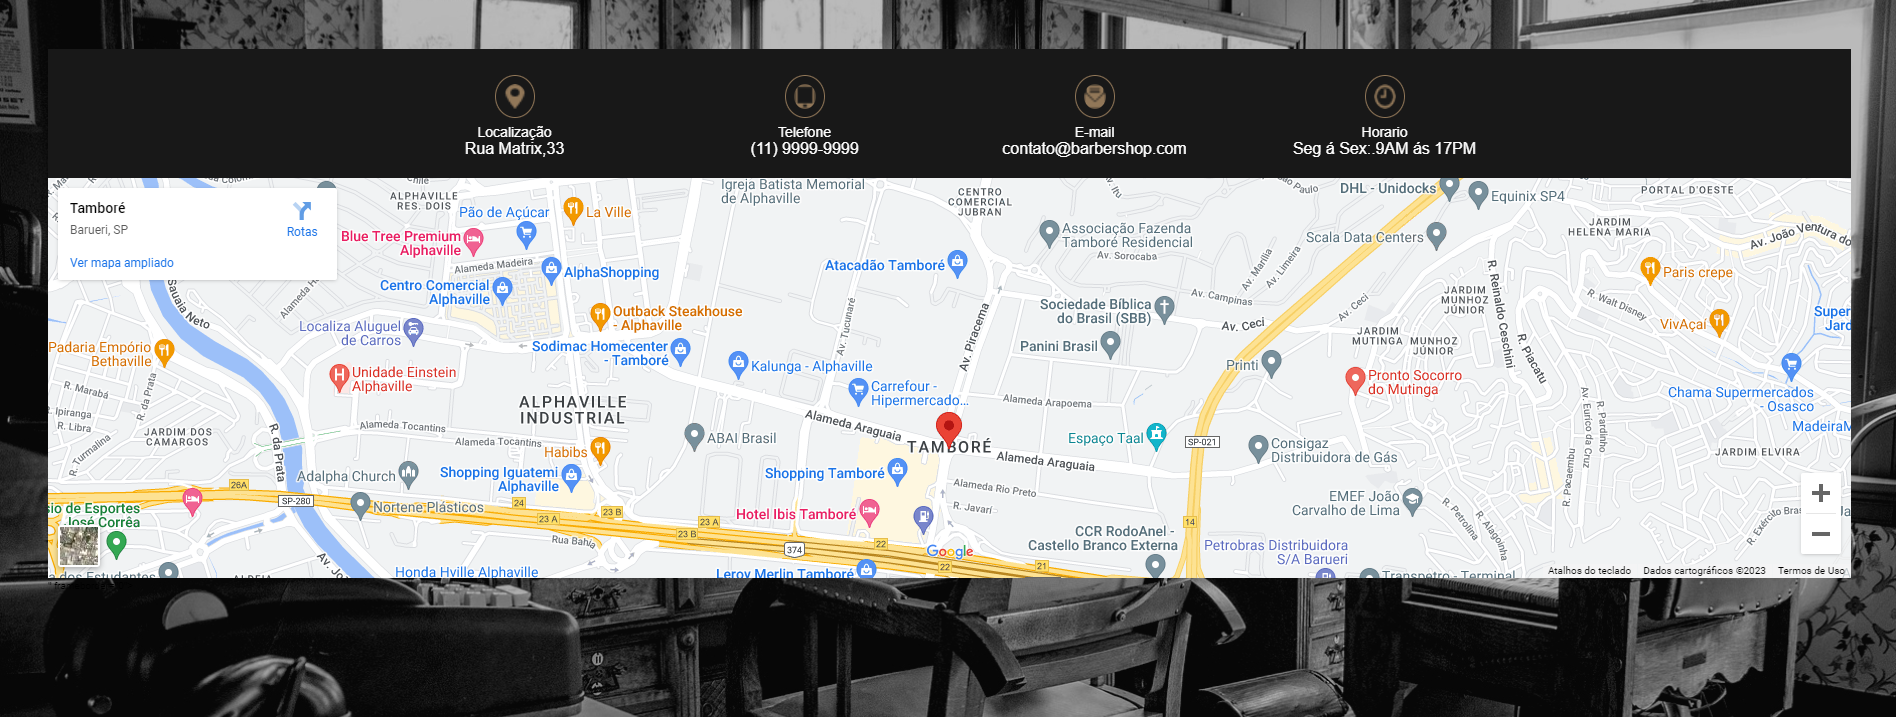 Localização
Rua Matrix,33
Telefone
(11) 9999-9999
E-mail
contato@barbershop.com
Horario
Seg á Sex:.9AM ás 17PM
Tamboré
Barueri, SP
Rotas
Ver mapa ampliado
ALPHAVILLE
RES. DOIS
Pão de Açúcar
La Ville
Igreja Batista Memorial
de Alphaville
CENTRO
COMERCIAL
JUBRAN
Av. Itu
DHL - Unidocks
Equinix SP4
PORTAL D'OESTE
Blue Tree Premium
Alphaville
Associação Fazenda
Tamboré Residencial
Av. Sorocaba
Scala Data Centers
JARDIM
HELENA MARIA
Av. João Ventura do
Alameda Madeira
AlphaShopping
Atacadão Tamboré
Av. Marília
Av. Limeira
Paris crepe
Centro Comercial
Alphaville
Sauaia Neto
Av. Campinas
Av. Ceci
R. Reinaldo Ceschini
JARDIM
MUNHOZ
JÚNIOR
R. Walt Disney
Outback Steakhouse
- Alphaville
Sociedade Bíblica
do Brasil (SBB)
Av. Ceci
Super
Jard
Localiza Aluguel
de Carros
Av. Tucunaré
Av. Piracema
VivAçaí
Padaria Empório
Bethaville
Sodimac Homecenter
- Tamboré
Panini Brasil
JARDIM
MUTINGA
MUNHOZ
JÚNIOR
R. Piacatu
Kalunga - Alphaville
Printi
Unidade Einstein
Alphaville
Pronto Socorro
do Mutinga
R. Marabá
R. da Prata
Carrefour -
Hipermercado...
Chama Supermercados
- Osasco
ALPHAVILLE
INDUSTRIAL
Alameda Arapoema
R. Ipiranga
R. Libra
Alameda Araguaia
Av. Eurico da Cruz
R. Pardinho
MadeiraM
JARDIM DOS
CAMARGOS
R. Turmalina
R. da Prata
Alameda Tocantins
Alameda Tocantins
ABAI Brasil
TAMBORÉ
Espaço Taal
SP-021
Consigaz
Distribuidora de Gás
JARDIM ELVIRA
Habibs
Alameda Araguaia
Adalpha Church
Shopping Iguatemi
Alphaville
Shopping Tamboré
R. Pacaembu
26A
SP-280
Alameda Rio Preto
EMEF João
Carvalho de Lima
R. Petrolina
R. Alagoinha
R. Exército Brasil
sio de Esportes
José Corrêa
Nortene Plásticos
24
23 A
23 B
23 A
23 B
Hotel Ibis Tamboré
R. Javari
14
CCR RodoAnel -
Castello Branco Externa
Petrobras Distribuidora
S/A Barueri
Rua Bahia
374
22
Google
22
21
Av. Jo
ALDEIA
a dos Estudantes
Honda Hville Alphaville
Leroy Merlin Tamboré
Transpetro - Terminal
Atalhos do teclado
Dados cartográficos ©2023
Termos de Uso